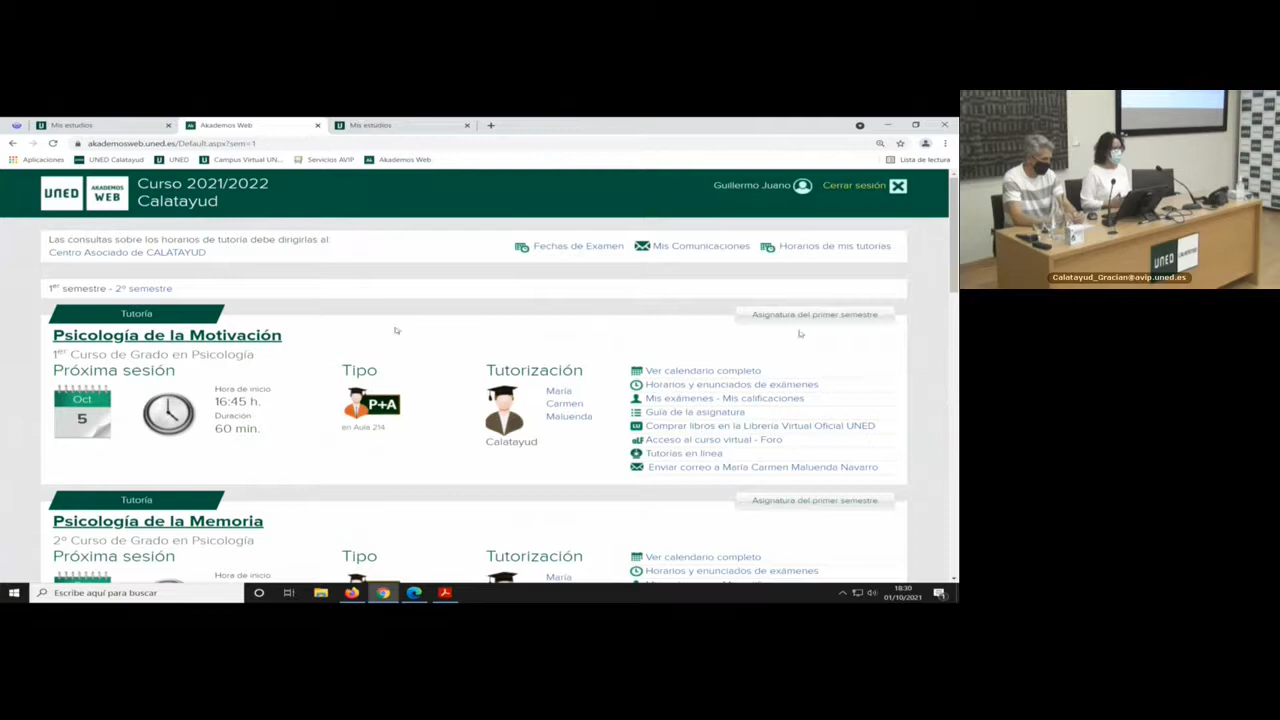 Mis estudios
Akademos Web
Mis estudios
akademosweb.uned.es/Default.aspx?sem=1
Aplicaciones
UNED Calatayud
UNED
Campus Virtual UN...
Servicios AVIP
Akademos Web
Lista de lectura
UNED
AKADEMOS
WEB
Curso 2021/2022
Calatayud
Guillermo Juano
Cerrar sesión
Las consultas sobre los horarios de tutoría debe dirigirlas al:
Centro Asociado de CALATAYUD
Fechas de Examen
Mis Comunicaciones
Horarios de mis tutorias
1er semestre - 2º semestre
Tutoría
Asignatura del primer semestre
Psicología de la Motivación
1er Curso de Grado en Psicología
Próxima sesión
Oct
5
Hora de inicio
16:45 h.
Duración
60 min.
Tipo
P+A
en Aula 214
Tutorización
María
Carmen
Maluenda
Calatayud
Ver calendario completo
Horarios y enunciados de exámenes
Mis exámenes - Mis calificaciones
Guía de la asignatura
Comprar libros en la Librería Virtual Oficial UNED
Acceso al curso virtual - Foro
Tutorías en línea
Enviar correo a María Carmen Maluenda Navarro
Tutoría
Asignatura del primer semestre
Psicología de la Memoria
2º Curso de Grado en Psicología
Próxima sesión
Hora de inicio
Tipo
Tutorización
María
Ver calendario completo
Horarios y enunciados de exámenes
Escribe aquí para buscar
18:30
01/10/2021
UNED
Calatayud_Gracian@avip.uned.es